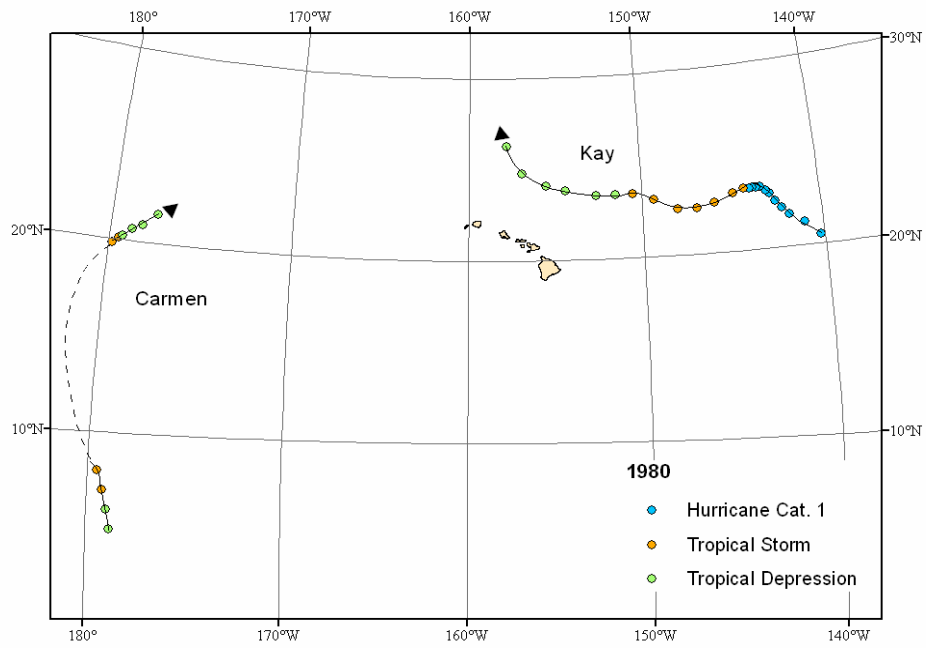 180° 170°W 160°W 150°W 140°W
30°N
Kay
20°N 20°N
Carmen
10°N 10°N
1980
Hurricane Cat. 1
Tropical Storm
Tropical Depression
180° 170°W 160°W 150°W 140°W